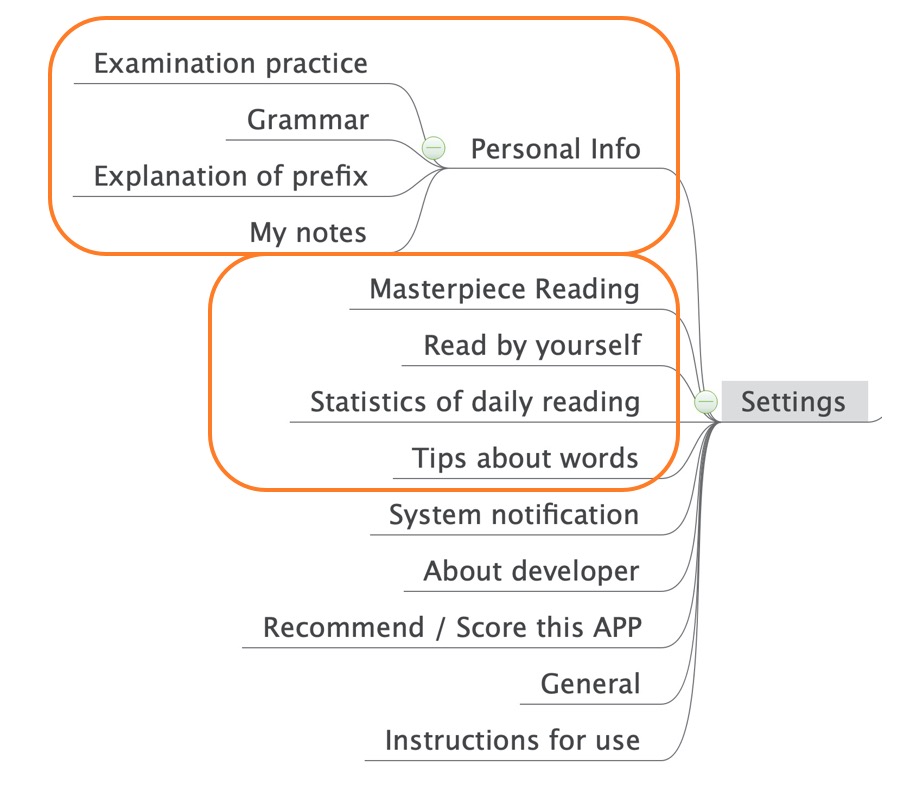 Examination practice
Grammar
Personal Info
Explanation of prefix
My notes
Masterpiece Reading
Read by yourself
Statistics of daily reading
Settings
Tips about words
System notification
About developer
Recommend / Score this APP
General
Instructions for use